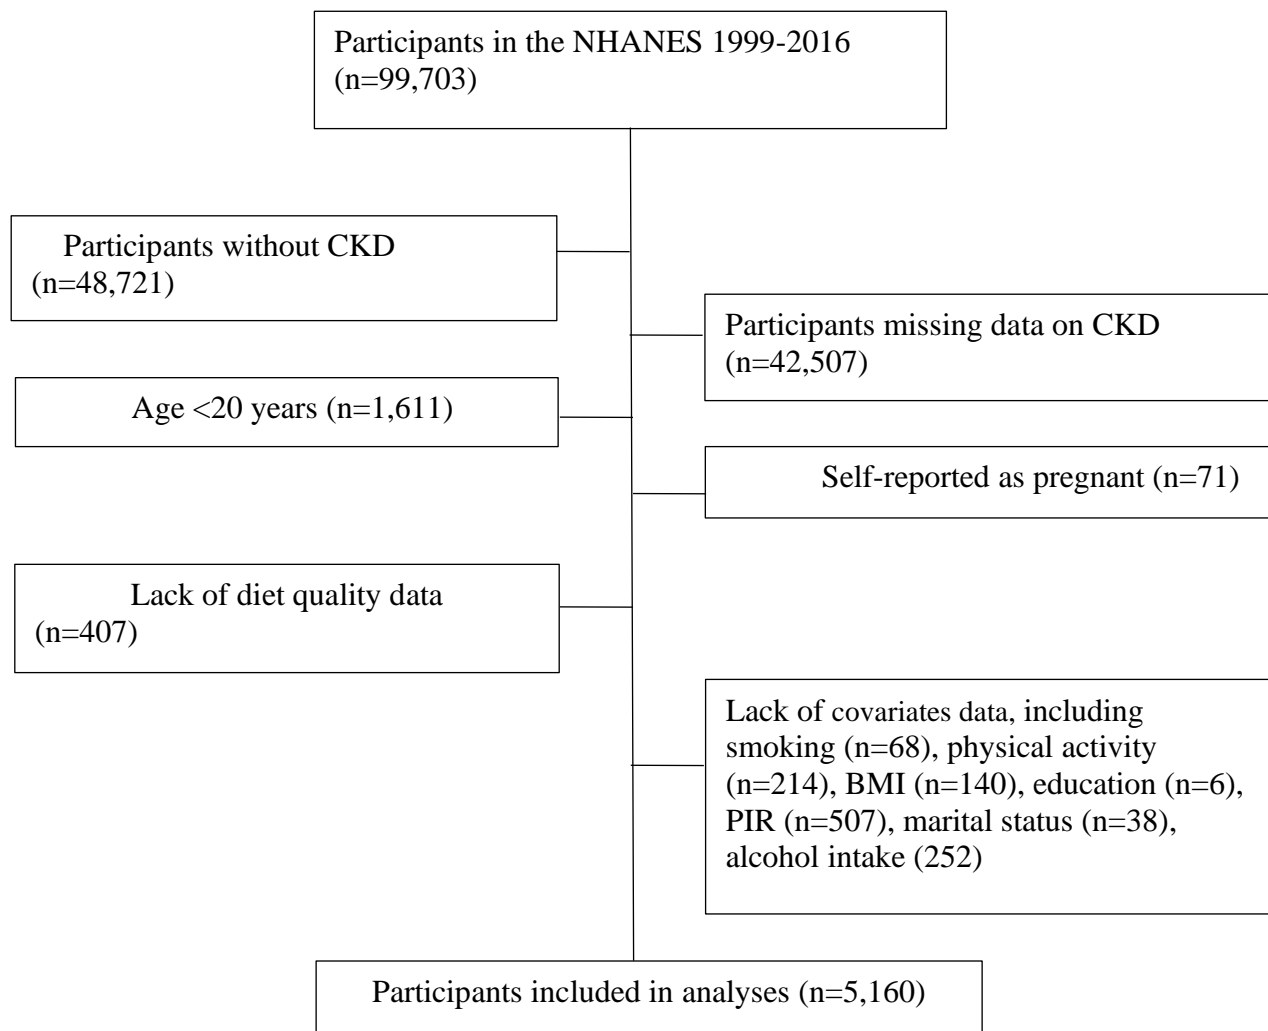 Participants in the NHANES 1999-2016
(n=99,703)
Participants without CKD
(n=48,721)
Participants missing data on CKD
(n=42,507)
Age <20 years (n=1,611)
Self-reported as pregnant (n=71)
Lack of diet quality data
(n=407)
Lack of covariates data, including
smoking (n=68), physical activity
(n=214), BMI (n=140), education (n=6),
PIR (n=507), marital status (n=38),
alcohol intake (252)
Participants included in analyses (n=5,160)